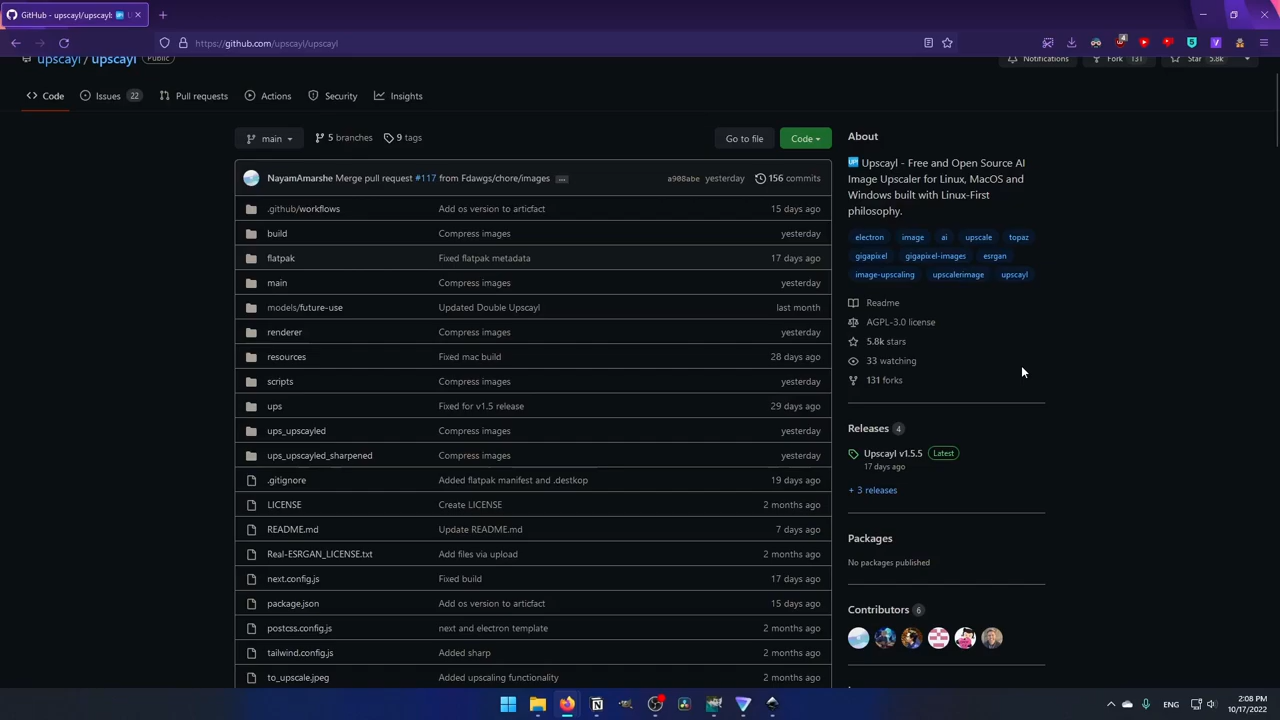 GitHub - upscayl/upscayl:
https://github.com/upscayl/upscayl
4
upscayl / upscayl Public
Notifications Fork 131 Star 5.8k
Code Issues 22 Pull requests Actions Security Insights
main 5 branches 9 tags Go to file Code
NayamAmarshe Merge pull request #117 from Fdawgs/chore/images ... a908abe yesterday 156 commits
.github/workflows Add os version to articfact 15 days ago
build Compress images yesterday
flatpak Fixed flatpak metadata 17 days ago
main Compress images yesterday
models/future-use Updated Double Upscayl last month
renderer Compress images yesterday
resources Fixed mac build 28 days ago
scripts Compress images yesterday
ups Fixed for v1.5 release 29 days ago
ups_upscayled Compress images yesterday
ups_upscayled_sharpened Compress images yesterday
.gitignore Added flatpak manifest and .destkop 19 days ago
LICENSE Create LICENSE 2 months ago
README.md Update README.md 7 days ago
Real-ESRGAN_LICENSE.txt Add files via upload 2 months ago
next.config.js Fixed build 17 days ago
package.json Add os version to articfact 15 days ago
postcss.config.js next and electron template 2 months ago
tailwind.config.js Added sharp 2 months ago
to_upscale.jpeg Added upscaling functionality 2 months ago
About
Upscayl - Free and Open Source AI
Image Upscaler for Linux, MacOS and
Windows built with Linux-First
philosophy.
electron image ai upscale topaz
gigapixel gigapixel-images esrgan
image-upscaling upscalerimage upscayl
Readme
AGPL-3.0 license
5.8k stars
33 watching
131 forks
Releases 4
Upscayl v1.5.5 Latest
17 days ago
+ 3 releases
Packages
No packages published
Contributors 6
ENG
2:08 PM
10/17/2022